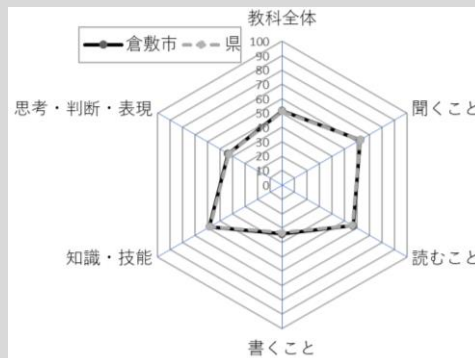 教科全体
倉敷市 県
100
90
80
70
60
50
40
30
20
10
0
聞くこと
読むこと
書くこと
知識・技能
思考・判断・表現